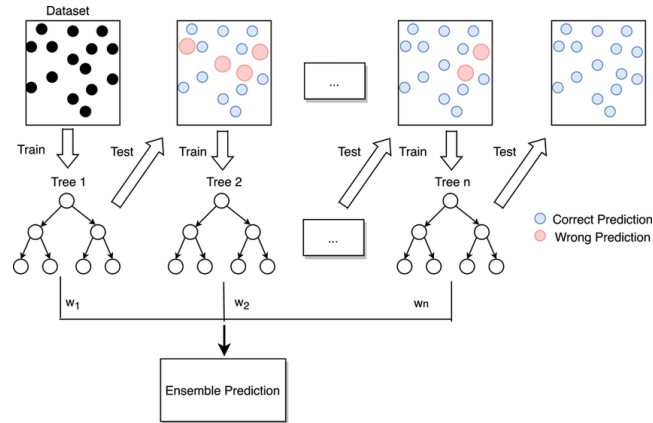 Dataset
...
Train
Test
Train
Test
Train
Test
Tree 1
Tree 2
Tree n
...
Correct Prediction
Wrong Prediction
w1
w2
wn
Ensemble Prediction